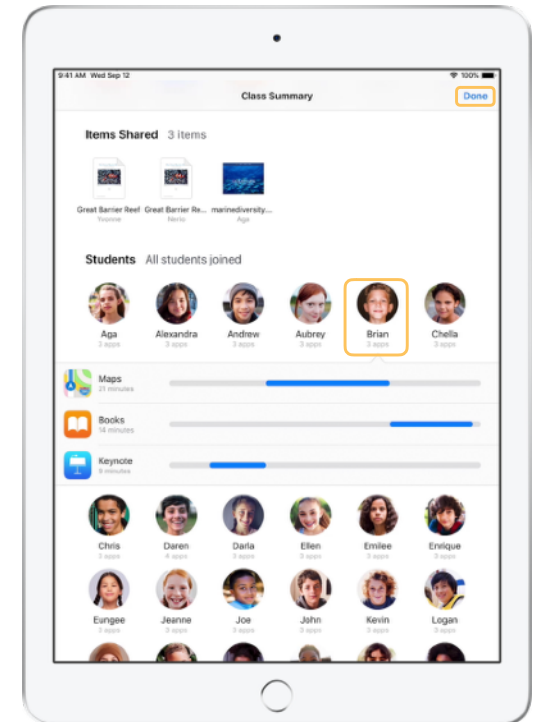 9:41 AM Wed Sep 12
100%
Class Summary
Done
Items Shared 3 items
Great Barrier Reef Great Barrier Re... marinediversity...
Yvonne Nerio Aga
Students All students joined
Aga Alexandra Andrew Aubrey Brian Chella
3 apps 3 apps 3 apps 3 apps 3 apps 3 apps
Maps
21 minutes
Books
14 minutes
Keynote
9 minutes
Chris Daren Darla Ellen Emilee Enrique
3 apps 4 apps 3 apps 3 apps 3 apps 3 apps
Eungee Jeanne Joe John Kevin Logan
3 apps 3 apps 3 apps 3 apps 3 apps 3 apps